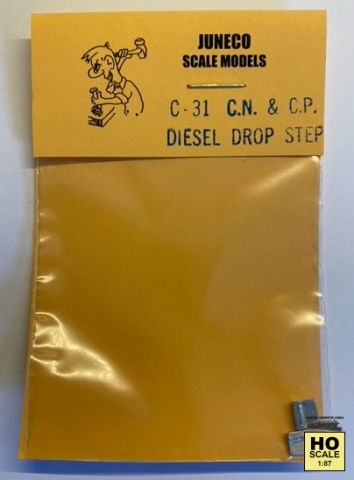 JUNECO
SCALE MODELS
C-31 C.N. & C.P.
DIESEL DROP STEP
HO
SCALE
1:87